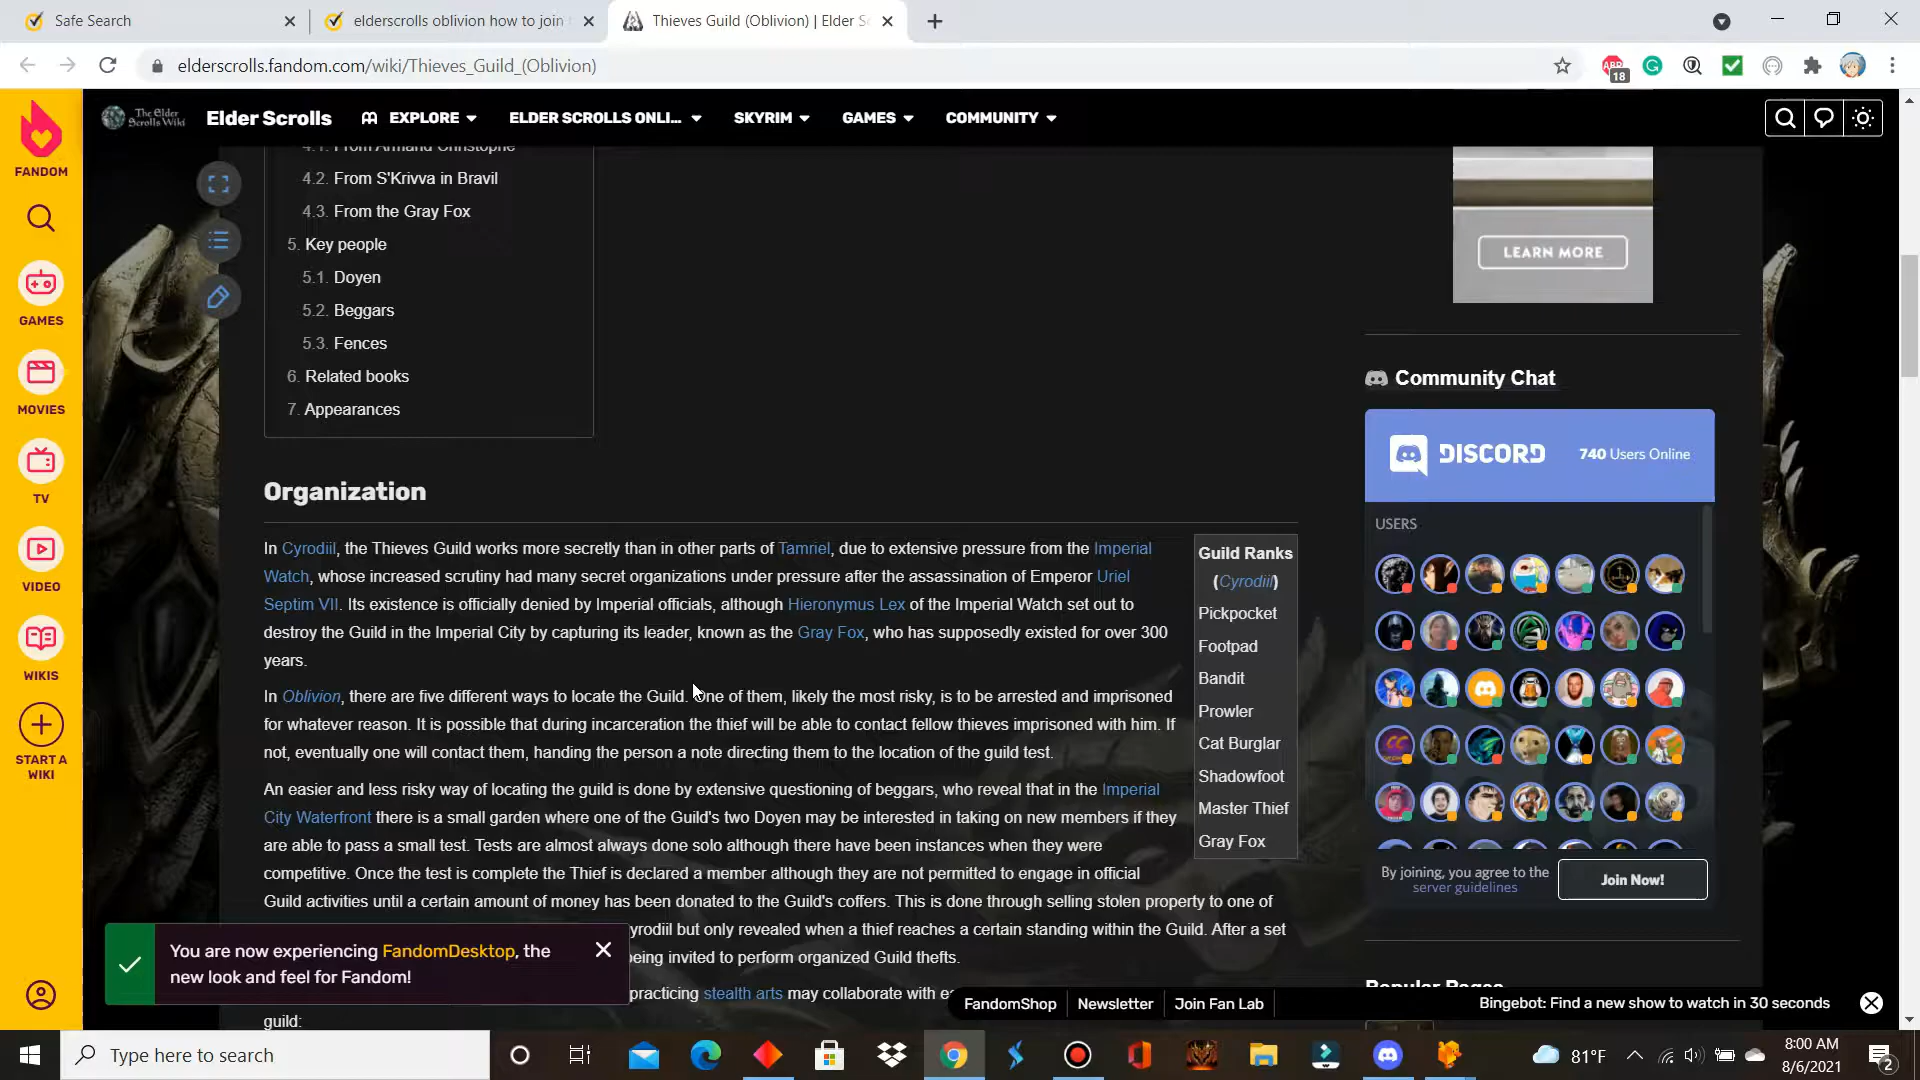 Safe Search
elderscrolls oblivion how to join
Thieves Guild (Oblivion) | Elder S
elderscrolls.fandom.com/wiki/Thieves_Guild_(Oblivion)
ABP
18
FANDOM
GAMES
MOVIES
TV
VIDEO
WIKIS
START A
WIKI
The Elder
Scrolls Wiki
Elder Scrolls
EXPLORE
ELDER SCROLLS ONLI...
SKYRIM
GAMES
COMMUNITY
4.1. From Armand Christophe
4.2. From S'Krivva in Bravil
4.3. From the Gray Fox
5. Key people
5.1. Doyen
5.2. Beggars
5.3. Fences
6. Related books
7. Appearances
Organization
In Cyrodiil, the Thieves Guild works more secretly than in other parts of Tamriel, due to extensive pressure from the Imperial
Watch, whose increased scrutiny had many secret organizations under pressure after the assassination of Emperor Uriel
Septim VII. Its existence is officially denied by Imperial officials, although Hieronymus Lex of the Imperial Watch set out to
destroy the Guild in the Imperial City by capturing its leader, known as the Gray Fox, who has supposedly existed for over 300
years.
In Oblivion, there are five different ways to locate the Guild. One of them, likely the most risky, is to be arrested and imprisoned
for whatever reason. It is possible that during incarceration the thief will be able to contact fellow thieves imprisoned with him. If
not, eventually one will contact them, handing the person a note directing them to the location of the guild test.
An easier and less risky way of locating the guild is done by extensive questioning of beggars, who reveal that in the Imperial
City Waterfront there is a small garden where one of the Guild's two Doyen may be interested in taking on new members if they
are able to pass a small test. Tests are almost always done solo although there have been instances when they were
competitive. Once the test is complete the Thief is declared a member although they are not permitted to engage in official
Guild activities until a certain amount of money has been donated to the Guild's coffers. This is done through selling stolen property to one of
yrodiil but only revealed when a thief reaches a certain standing within the Guild. After a set
being invited to perform organized Guild thefts.
practicing stealth arts may collaborate with ea
guild:
Guild Ranks
(Cyrodiil)
Pickpocket
Footpad
Bandit
Prowler
Cat Burglar
Shadowfoot
Master Thief
Gray Fox
LEARN MORE
Community Chat
DISCORD
740 Users Online
USERS
By joining, you agree to the
server guidelines
Join Now!
Popular Pages
You are now experiencing FandomDesktop, the
new look and feel for Fandom!
FandomShop
Newsletter
Join Fan Lab
Bingebot: Find a new show to watch in 30 seconds
Type here to search
81°F
8:00 AM
8/6/2021
2